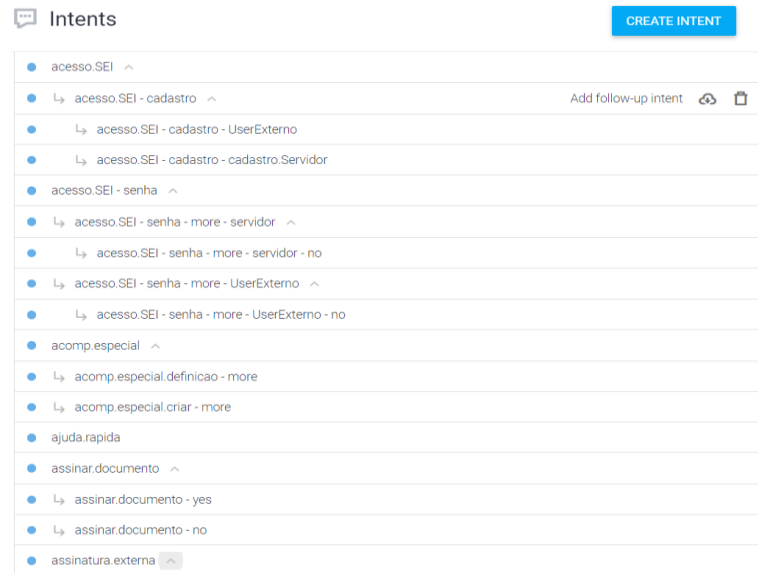 Intents
CREATE INTENT
acesso.SEI
acesso.SEI - cadastro
Add follow-up intent
acesso.SEI - cadastro - UserExterno
acesso.SEI - cadastro - cadastro.Servidor
acesso.SEI - senha
acesso.SEI - senha - more - servidor
acesso.SEI - senha - more - servidor - no
acesso.SEI - senha - more - UserExterno
acesso.SEI - senha - more - UserExterno - no
acomp.especial
acomp.especial.definicao - more
acomp.especial.criar - more
ajuda.rapida
assinar.documento
assinar.documento - yes
assinar.documento - no
assinatura.externa